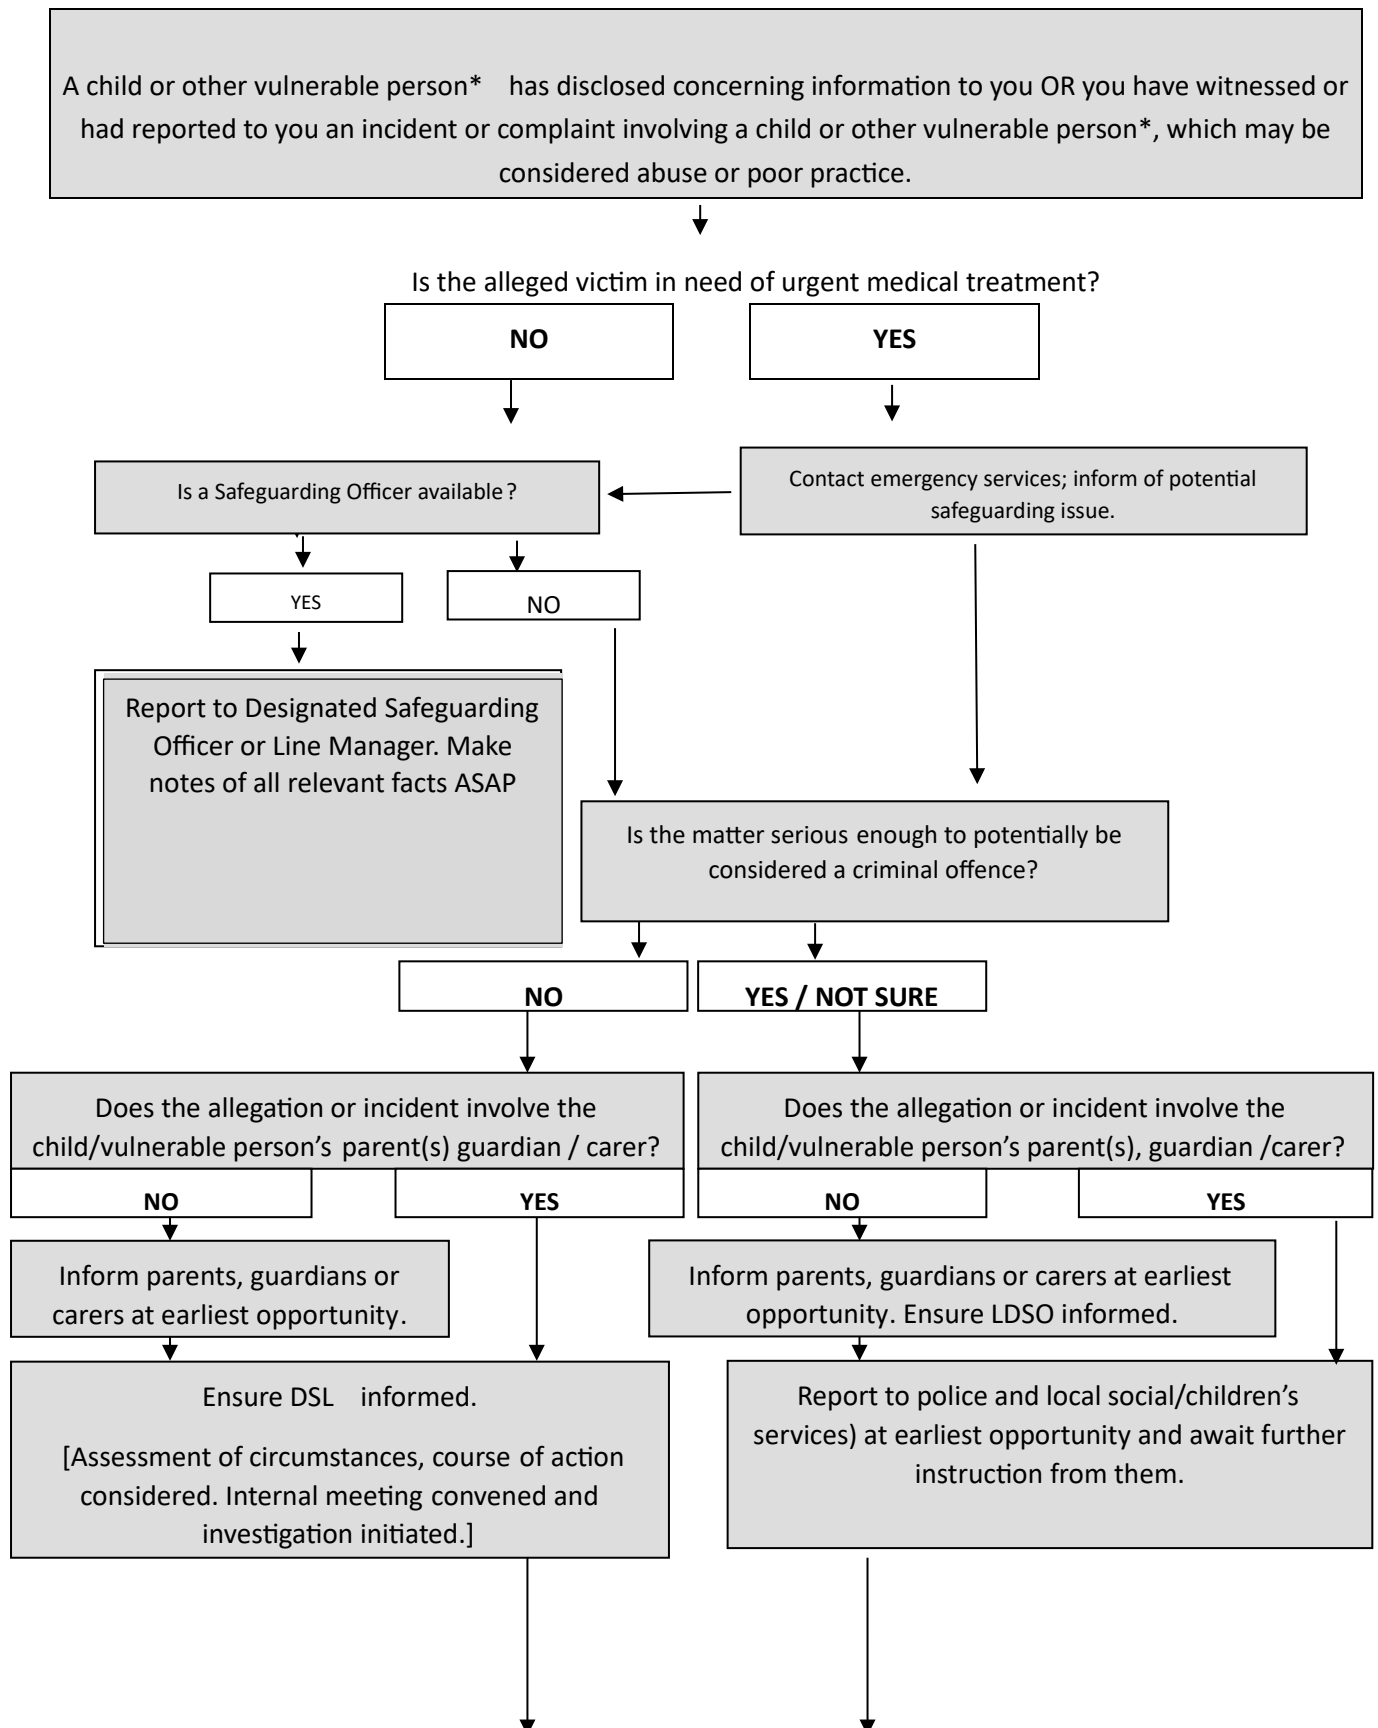 A child or other vulnerable person* has disclosed concerning information to you OR you have witnessed or
had reported to you an incident or complaint involving a child or other vulnerable person*, which may be
considered abuse or poor practice.
Is the alleged victim in need of urgent medical treatment?
NO
YES
Is a Safeguarding Officer available?
Contact emergency services; inform of potential
safeguarding issue.
YES
NO
Report to Designated Safeguarding
Officer or Line Manager. Make
notes of all relevant facts ASAP
Is the matter serious enough to potentially be
considered a criminal offence?
NO
YES / NOT SURE
Does the allegation or incident involve the
child/vulnerable person's parent(s) guardian / carer?
NO
YES
Does the allegation or incident involve the
child/vulnerable person's parent(s), guardian /carer?
NO
YES
Inform parents, guardians or
carers at earliest opportunity.
Inform parents, guardians or carers at earliest
opportunity. Ensure LDSO informed.
Ensure DSL informed.
[Assessment of circumstances, course of action
considered. Internal meeting convened and
investigation initiated.]
Report to police and local social/children's
services) at earliest opportunity and await further
instruction from them.